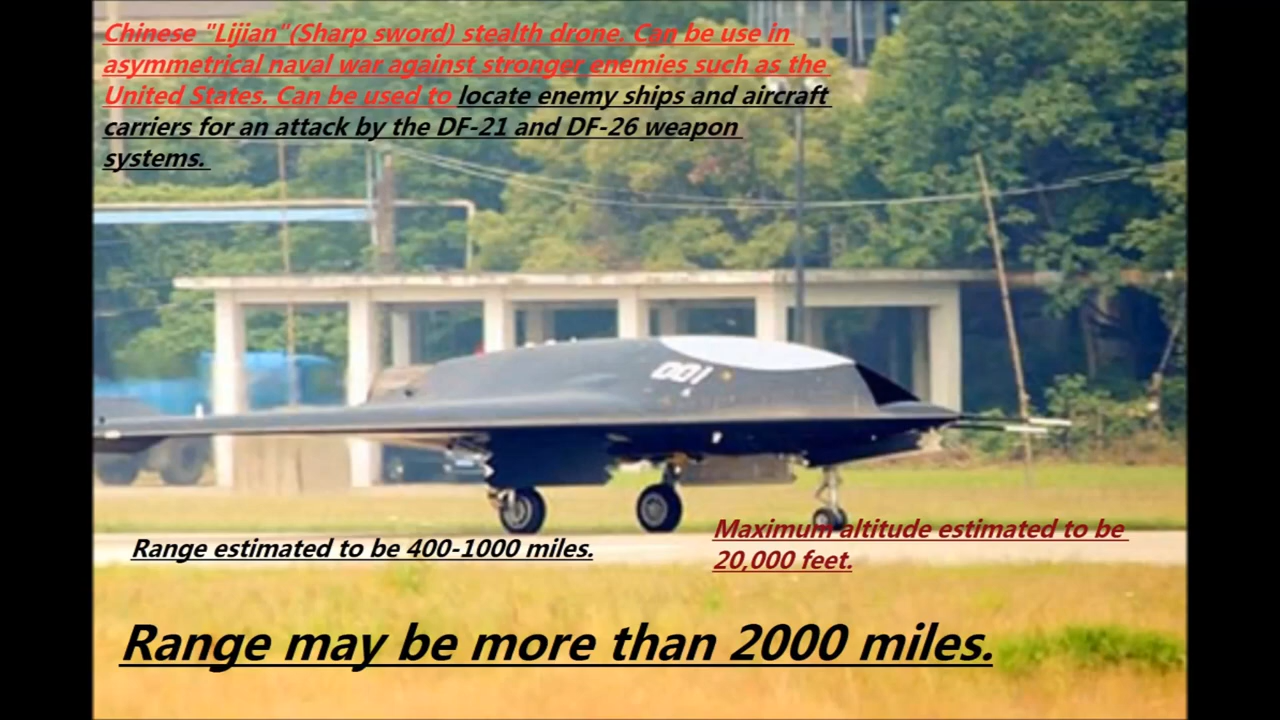 Chinese "Lijian"(Sharp sword) stealth drone. Can be use in
asymmetrical naval war against stronger enemies such as the
United States. Can be used to locate enemy ships and aircraft
carriers for an attack by the DF-21 and DF-26 weapon
systems.
001
Maximum altitude estimated to be
20,000 feet.
Range estimated to be 400-1000 miles.
Range may be more than 2000 miles.